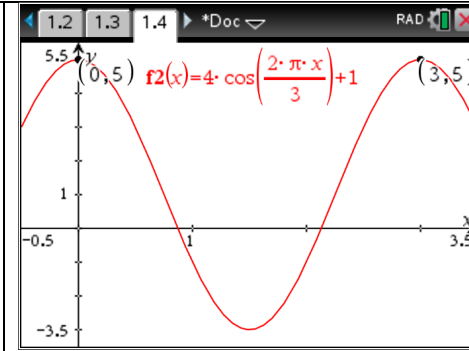 1.2 1.3 1.4 *Doc RAD
5.5 y
(0,5) f2(x)=4·cos(2·π·x/3)+1 (3,5)
1
x
-0.5 1 3.5
-3.5